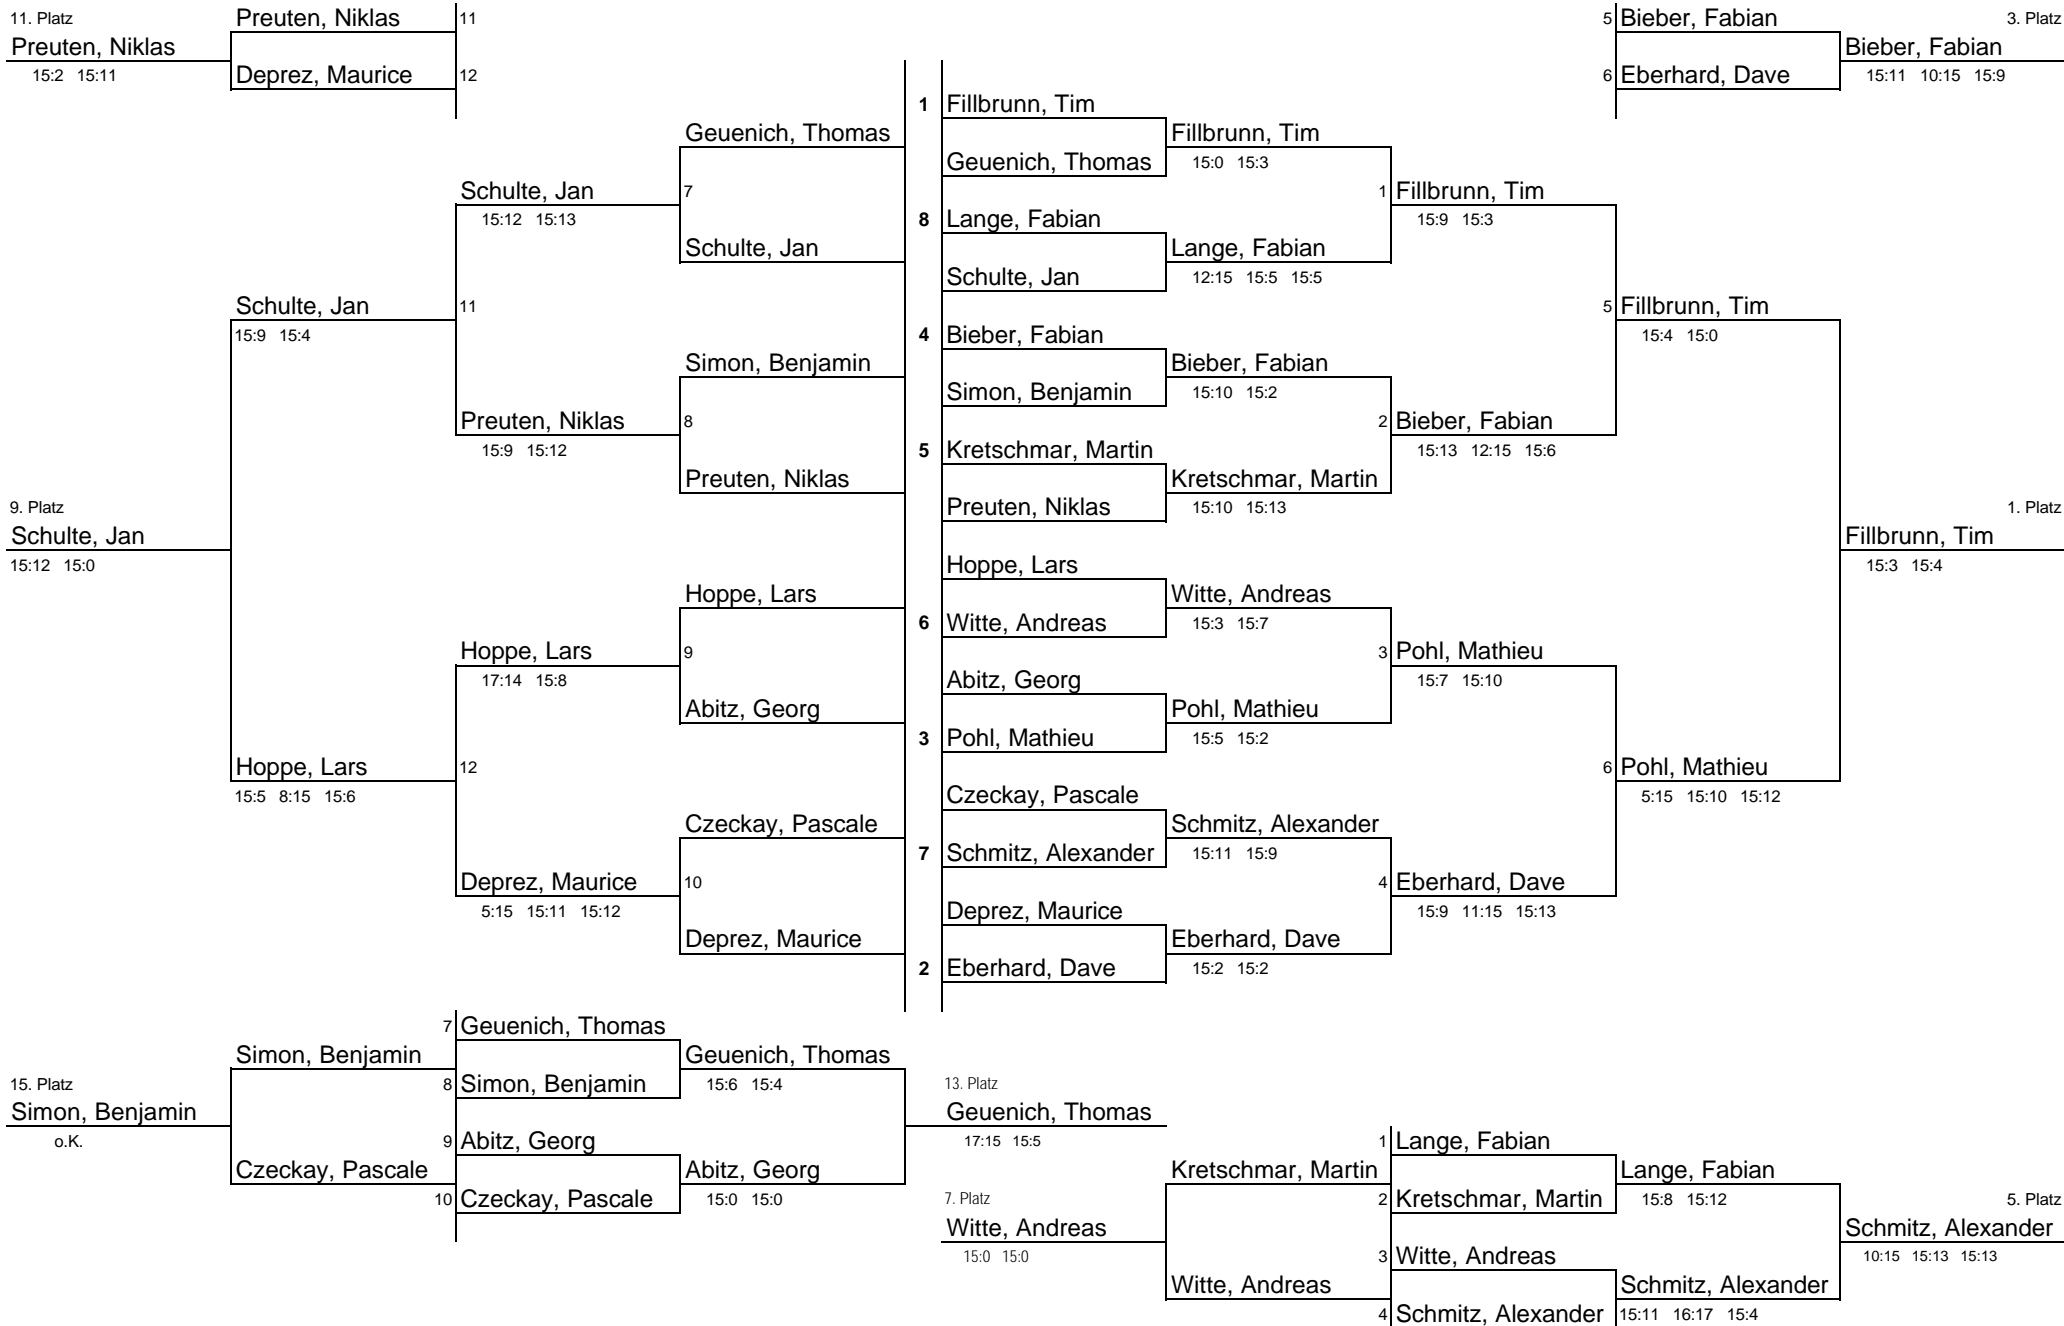 11. Platz
Preuten, Niklas
15:2 15:11
Preuten, Niklas 11
Deprez, Maurice 12
5 Bieber, Fabian
6 Eberhard, Dave
3. Platz
Bieber, Fabian
15:11 10:15 15:9
1 Fillbrunn, Tim
Geuenich, Thomas
8 Lange, Fabian
Schulte, Jan
4 Bieber, Fabian
Simon, Benjamin
5 Kretschmar, Martin
Preuten, Niklas
Hoppe, Lars
6 Witte, Andreas
Abitz, Georg
3 Pohl, Mathieu
Czeckay, Pascale
7 Schmitz, Alexander
Deprez, Maurice
2 Eberhard, Dave
Fillbrunn, Tim
15:0 15:3
Lange, Fabian
12:15 15:5 15:5
Bieber, Fabian
15:10 15:2
Kretschmar, Martin
15:10 15:13
Witte, Andreas
15:3 15:7
Pohl, Mathieu
15:5 15:2
Schmitz, Alexander
15:11 15:9
Eberhard, Dave
15:2 15:2
1 Fillbrunn, Tim
15:9 15:3
2 Bieber, Fabian
15:13 12:15 15:6
3 Pohl, Mathieu
15:7 15:10
4 Eberhard, Dave
15:9 11:15 15:13
5 Fillbrunn, Tim
15:4 15:0
6 Pohl, Mathieu
5:15 15:10 15:12
1. Platz
Fillbrunn, Tim
15:3 15:4
Geuenich, Thomas
7
Schulte, Jan
Simon, Benjamin
8
Preuten, Niklas
Hoppe, Lars
9
Abitz, Georg
Czeckay, Pascale
10
Deprez, Maurice
Schulte, Jan
15:12 15:13
11
Preuten, Niklas
15:9 15:12
Hoppe, Lars
17:14 15:8
12
Deprez, Maurice
5:15 15:11 15:12
Schulte, Jan
15:9 15:4
Hoppe, Lars
15:5 8:15 15:6
9. Platz
Schulte, Jan
15:12 15:0
7 Geuenich, Thomas
8 Simon, Benjamin
9 Abitz, Georg
10 Czeckay, Pascale
Simon, Benjamin
Czeckay, Pascale
15. Platz
Simon, Benjamin
o.K.
Geuenich, Thomas
15:6 15:4
Abitz, Georg
15:0 15:0
13. Platz
Geuenich, Thomas
17:15 15:5
1 Lange, Fabian
2 Kretschmar, Martin
3 Witte, Andreas
4 Schmitz, Alexander
Kretschmar, Martin
Witte, Andreas
7. Platz
Witte, Andreas
15:0 15:0
Lange, Fabian
15:8 15:12
Schmitz, Alexander
15:11 16:17 15:4
5. Platz
Schmitz, Alexander
10:15 15:13 15:13